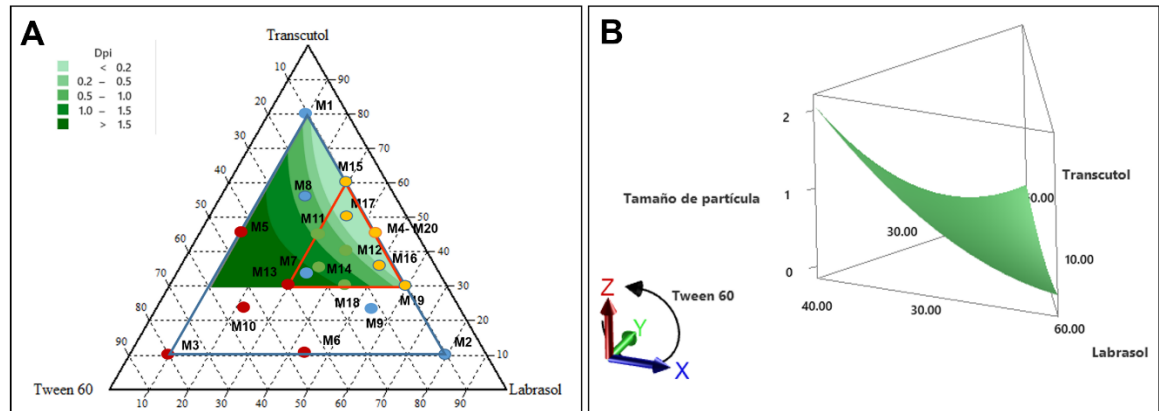 A
Transcutol
Dpi
< 0.2
0.2 – 0.5
0.5 – 1.0
1.0 – 1.5
> 1.5
90
10
20
M1
80
30
70
40
M15
60
M8
50
M17
50
60
M5
M11
M4- M20
40
70
M7
M12
M16
M13
M14
30
80
M18
M19
20
M10
M9
90
M3
M6
M2
10
Tween 60
Labrasol
10 20 30 40 50 60 70 80 90
B
2
Tamaño de partícula
Transcutol
1
0.00
30.00
10.00
0
Tween 60
40.00
30.00
60.00
Labrasol
Z
Y
X